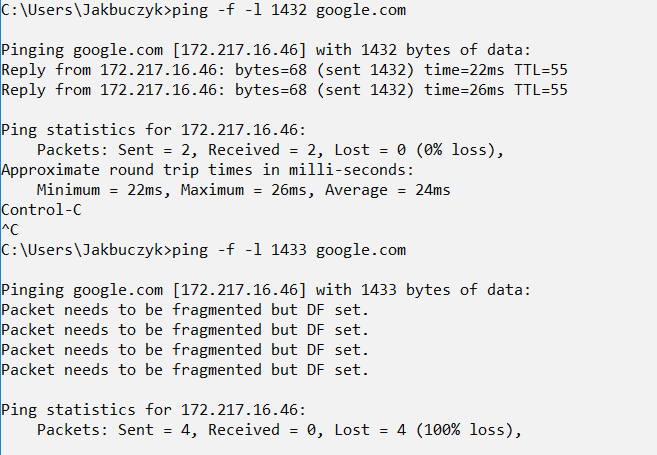 C:\Users\Jakbuczyk>ping -f -l 1432 google.com
Pinging google.com [172.217.16.46] with 1432 bytes of data:
Reply from 172.217.16.46: bytes=68 (sent 1432) time=22ms TTL=55
Reply from 172.217.16.46: bytes=68 (sent 1432) time=26ms TTL=55
Ping statistics for 172.217.16.46:
    Packets: Sent = 2, Received = 2, Lost = 0 (0% loss),
Approximate round trip times in milli-seconds:
    Minimum = 22ms, Maximum = 26ms, Average = 24ms
Control-C
^C
C:\Users\Jakbuczyk>ping -f -l 1433 google.com
Pinging google.com [172.217.16.46] with 1433 bytes of data:
Packet needs to be fragmented but DF set.
Packet needs to be fragmented but DF set.
Packet needs to be fragmented but DF set.
Packet needs to be fragmented but DF set.
Ping statistics for 172.217.16.46:
    Packets: Sent = 4, Received = 0, Lost = 4 (100% loss),